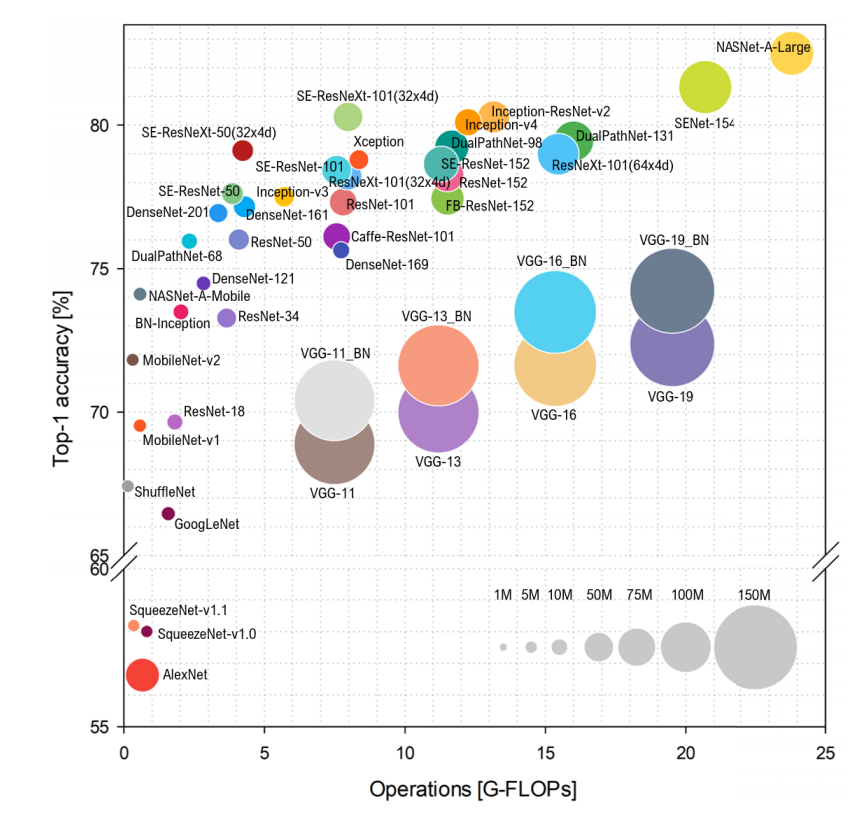 NASNet-A-Large
SE-ResNeXt-101(32x4d)
Inception-ResNet-v2
SENet-154
80
Inception-v4
SE-ResNeXt-50(32x4d)
DualPathNet-131
Xception
DualPathNet-98
SE-ResNet-101
SE-ResNet-152
ResNeXt-101(64x4d)
ResNeXt-101(32x4d)
ResNet-152
SE-ResNet-50
Inception-v3
ResNet-101
FB-ResNet-152
DenseNet-201
DenseNet-161
Caffe-ResNet-101
ResNet-50
VGG-19_BN
DualPathNet-68
VGG-16_BN
DenseNet-169
75
DenseNet-121
NASNet-A-Mobile
VGG-13_BN
BN-Inception
ResNet-34
VGG-11_BN
MobileNet-v2
VGG-19
70
ResNet-18
VGG-16
MobileNet-v1
VGG-13
ShuffleNet
VGG-11
GoogLeNet
65
60
1M 5M 10M 50M 75M 100M 150M
SqueezeNet-v1.1
SqueezeNet-v1.0
AlexNet
55
0 5 10 15 20 25
Operations [G-FLOPs]
Top-1 accuracy [%]